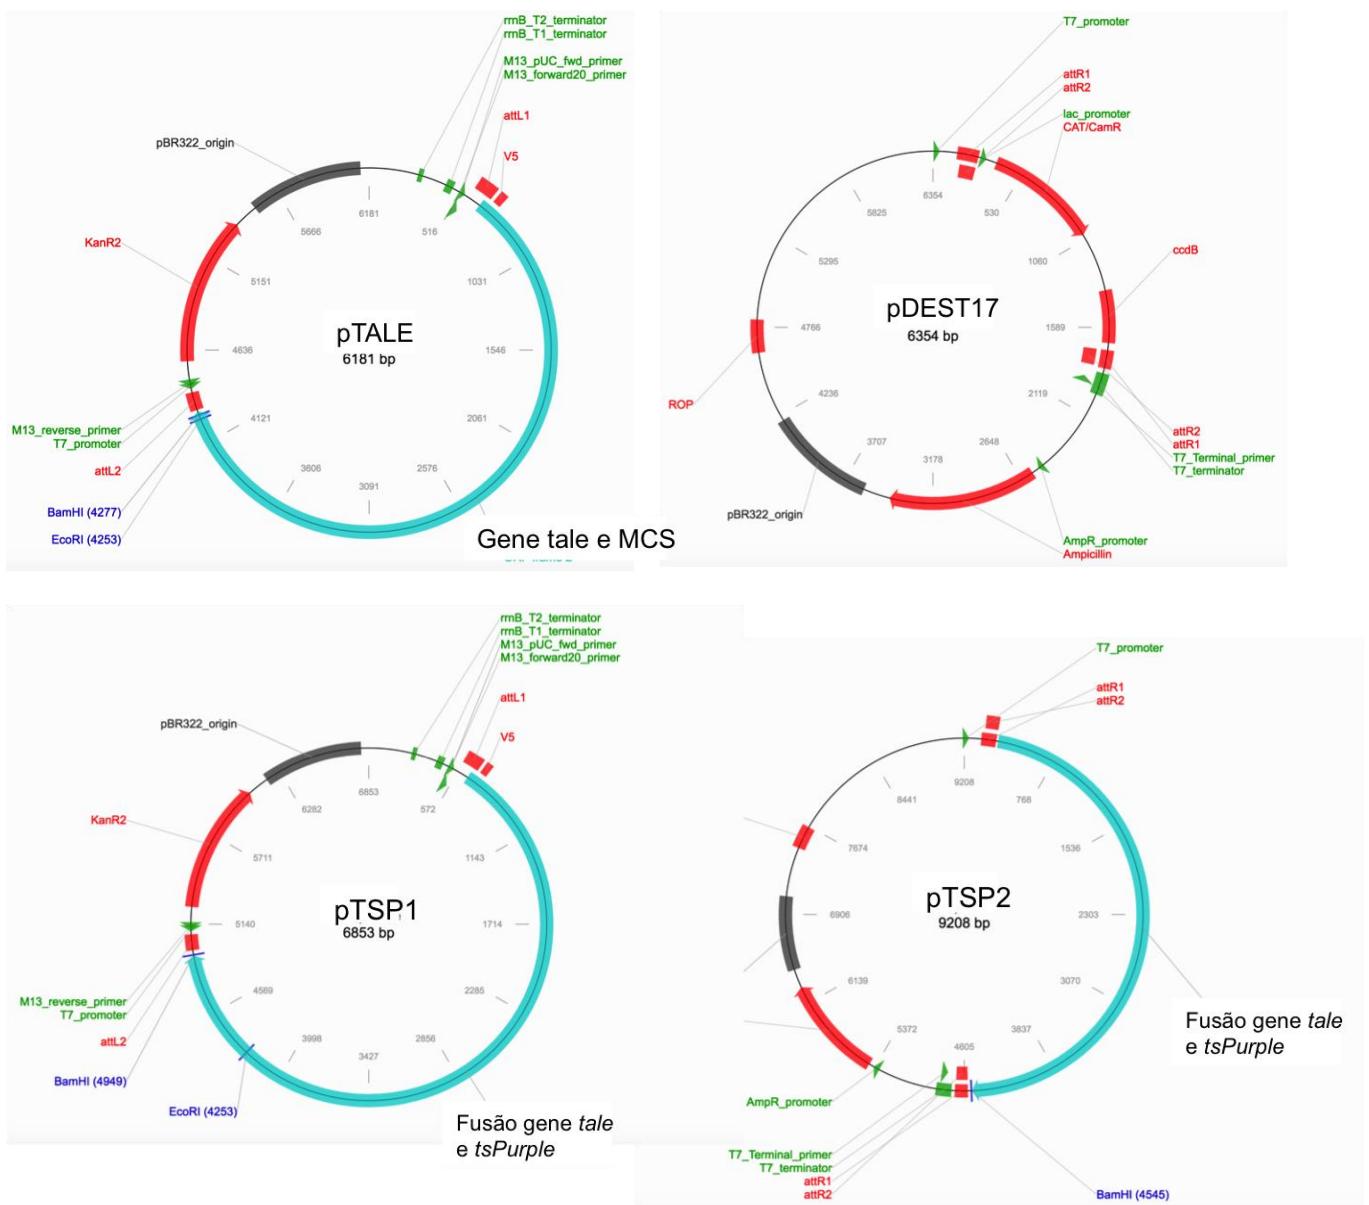 rrnB_T2_terminator
rrnB_T1_terminator
M13_pUC_fwd_primer
M13_forward20_primer
attL1
V5
pBR322_origin
KanR2
6181
516
1031
1546
2061
2576
3091
3606
4121
4636
5151
5666
pTALE
6181 bp
M13_reverse_primer
T7_promoter
attL2
BamHI (4277)
EcoRI (4253)
Gene tale e MCS
T7_promoter
attR1
attR2
lac_promoter
CAT/CamR
ccdB
6354
530
1060
1589
2119
2648
3178
3707
4236
4766
5295
5825
pDEST17
6354 bp
ROP
pBR322_origin
attR2
attR1
T7_Terminal_primer
T7_terminator
AmpR_promoter
Ampicillin
rrnB_T2_terminator
rrnB_T1_terminator
M13_pUC_fwd_primer
M13_forward20_primer
attL1
V5
pBR322_origin
KanR2
6853
572
1143
1714
2285
2856
3427
3998
4569
5140
5711
6282
pTSP1
6853 bp
M13_reverse_primer
T7_promoter
attL2
BamHI (4949)
EcoRI (4253)
Fusão gene tale
e tsPurple
T7_promoter
attR1
attR2
9208
768
1536
2303
3070
3837
4605
5372
6139
6906
7674
8441
pTSP2
9208 bp
Fusão gene tale
e tsPurple
AmpR_promoter
T7_Terminal_primer
T7_terminator
attR1
attR2
BamHI (4545)